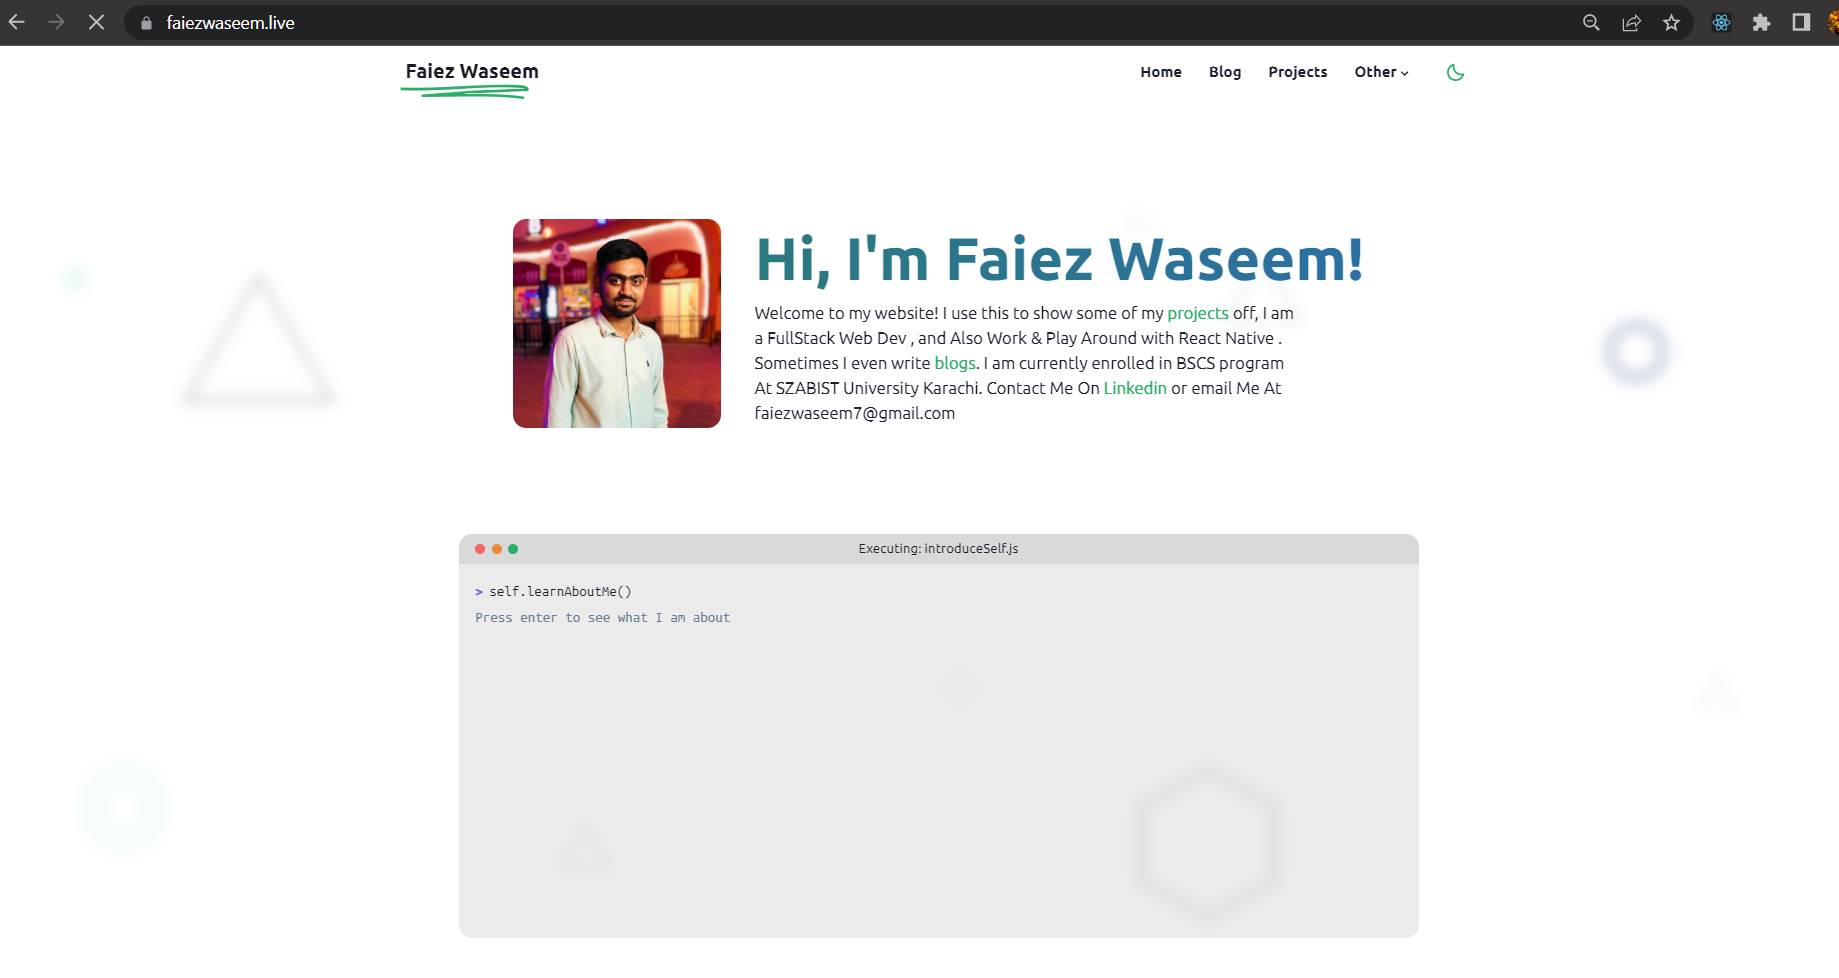 faiezwaseem.live
Faiez Waseem
Home Blog Projects Other
Hi, I'm Faiez Waseem!
Welcome to my website! I use this to show some of my projects off, I am
a FullStack Web Dev , and Also Work & Play Around with React Native .
Sometimes I even write blogs. I am currently enrolled in BSCS program
At SZABIST University Karachi. Contact Me On Linkedin or email Me At
faiezwaseem7@gmail.com
Executing: introduceSelf.js
> self.learnAboutMe()
Press enter to see what I am about